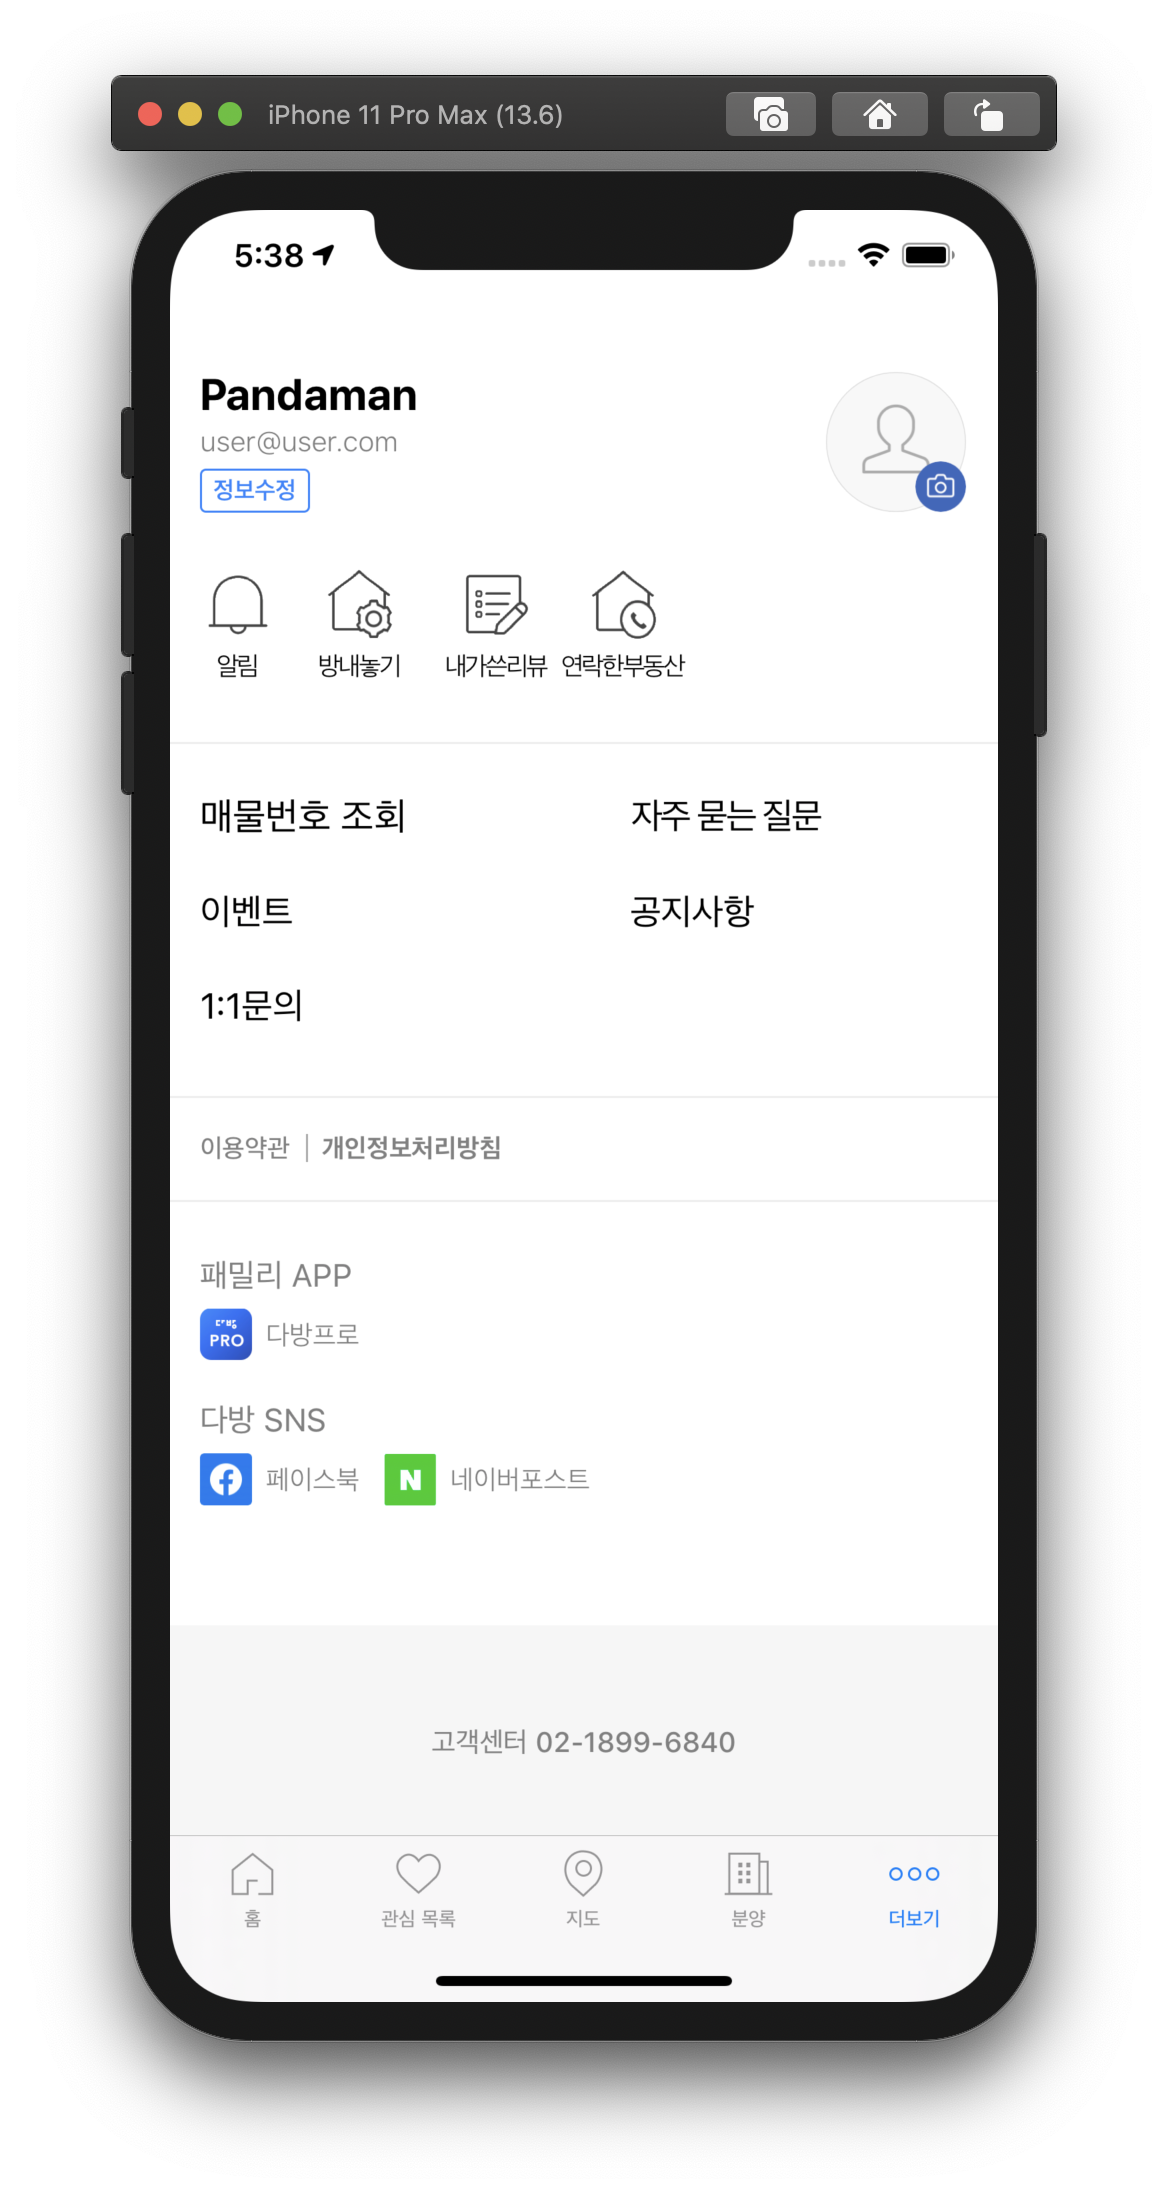 iPhone 11 Pro Max (13.6)
5:38
Pandaman
user@user.com
정보수정
알림 방내놓기 내가쓴리뷰 연락한부동산
매물번호 조회 자주 묻는 질문
이벤트 공지사항
1:1문의
이용약관 | 개인정보처리방침
패밀리 APP
다방
PRO
다방프로
다방 SNS
페이스북 N 네이버포스트
고객센터 02-1899-6840
홈 관심 목록 지도 분양 더보기